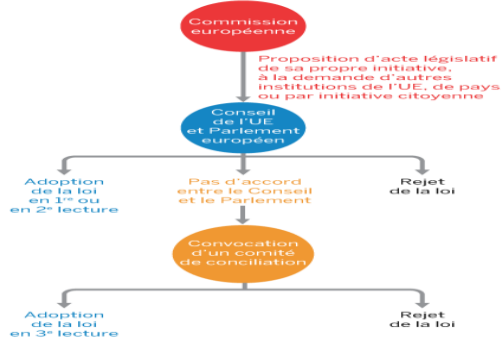 Commission
européenne
Proposition d'acte législatif
de sa propre initiative,
à la demande d'autres
institutions de l'UE, de pays
ou par initiative citoyenne
Conseil
de l'UE
et Parlement
européen
Adoption
de la loi
en 1re ou
en 2e lecture
Pas d'accord
entre le Conseil
et le Parlement
Rejet
de la loi
Convocation
d'un comité
de conciliation
Adoption
de la loi
en 3e lecture
Rejet
de la loi